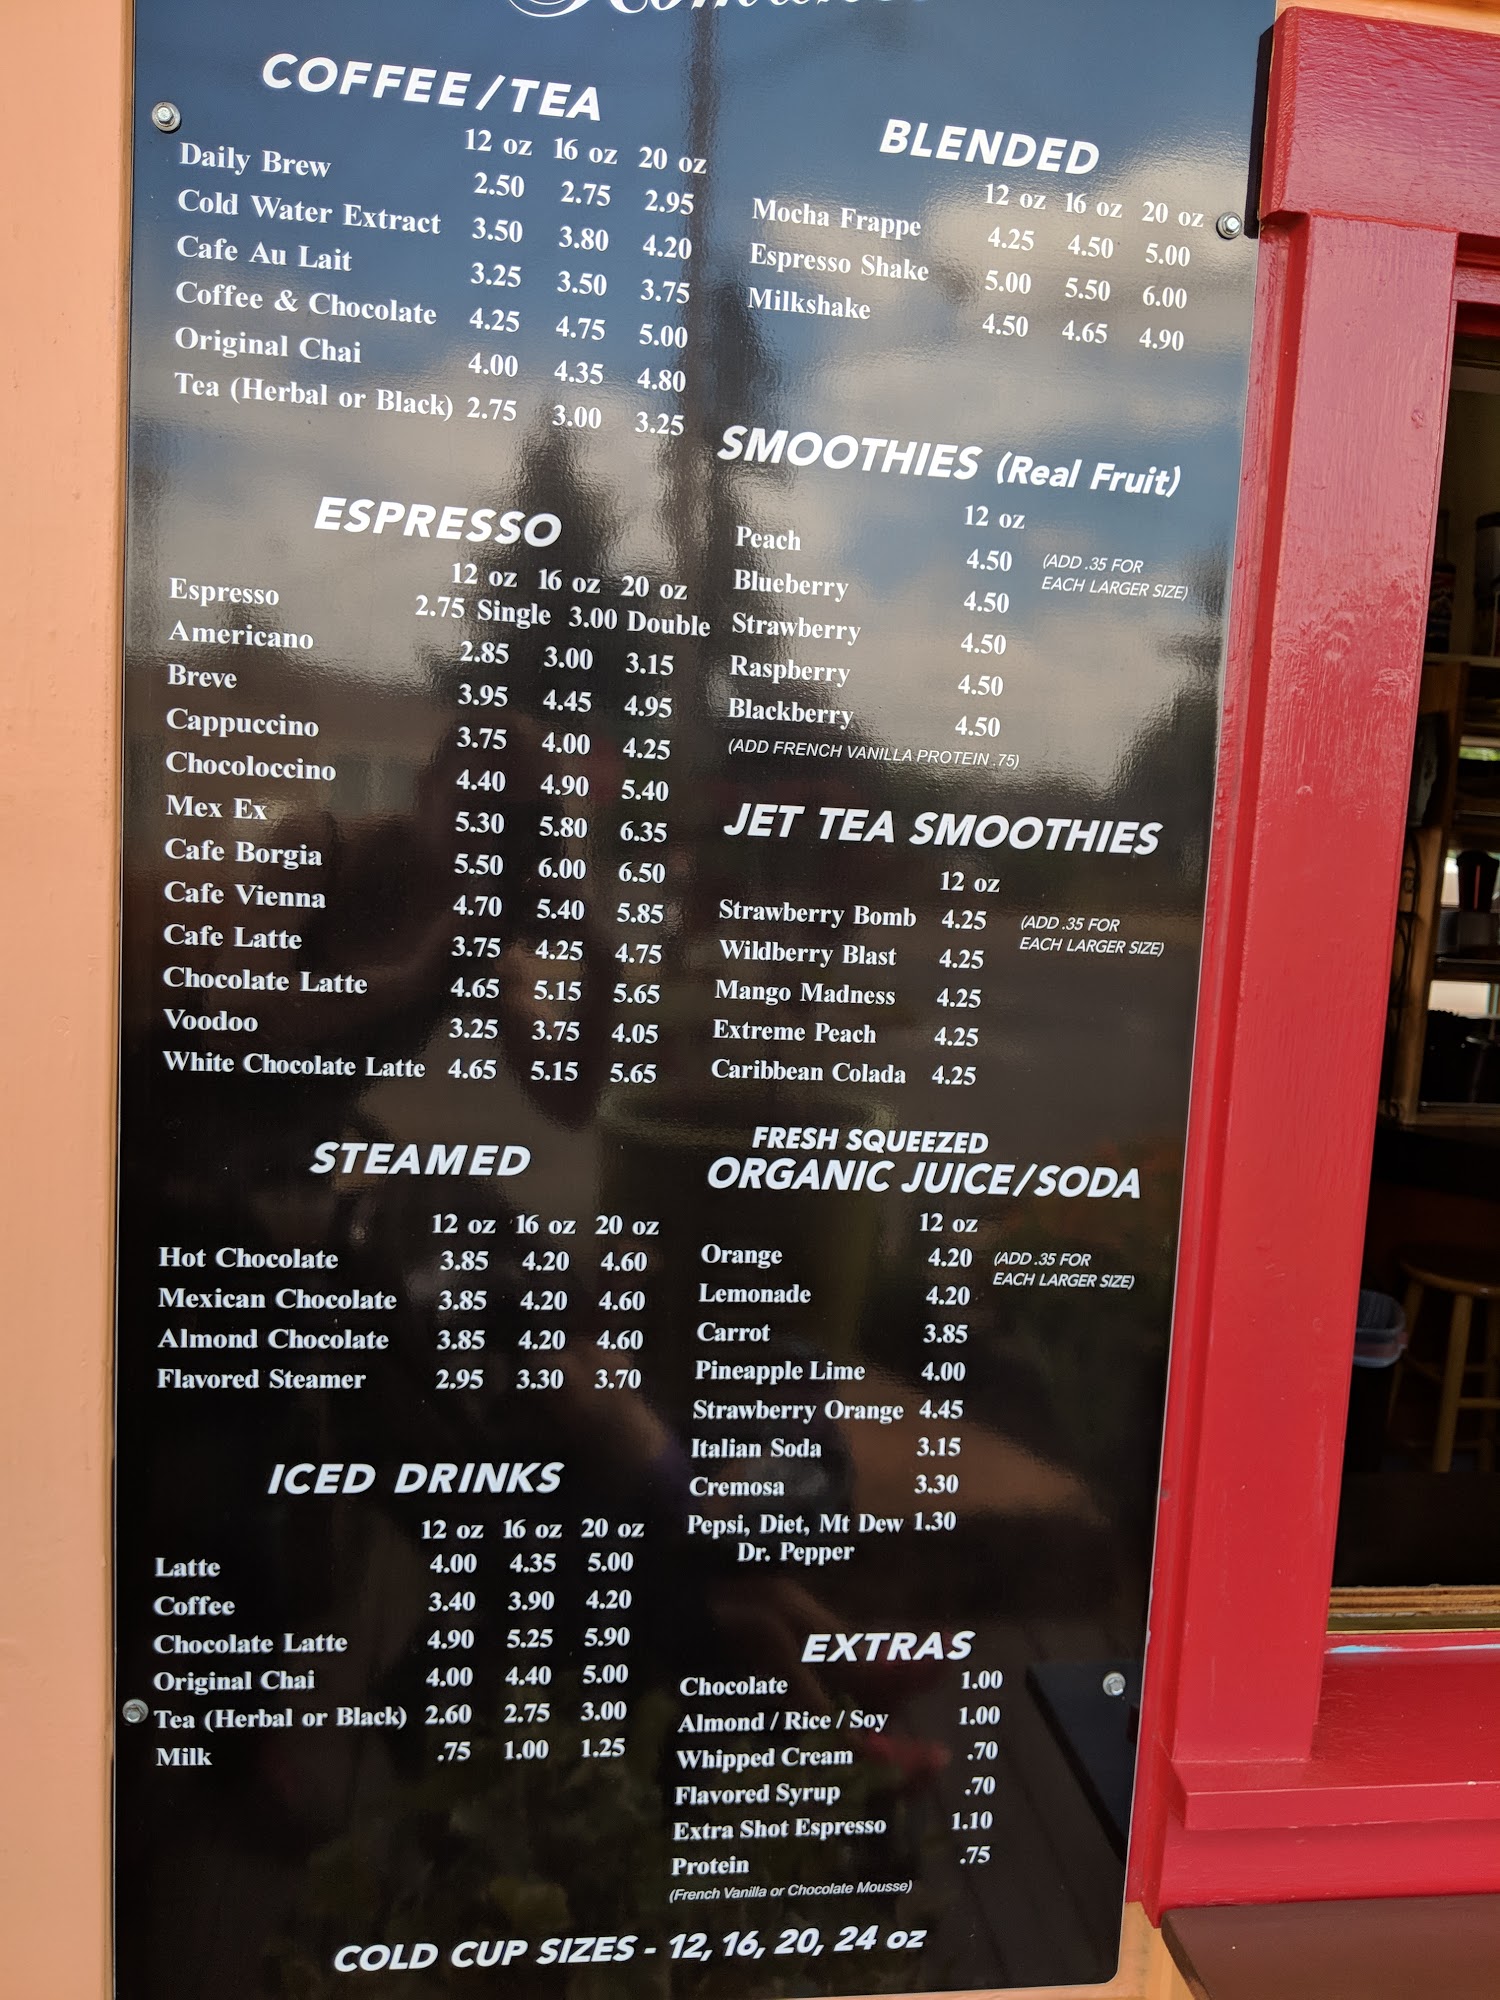 COFFEE/TEA
12 oz 16 oz 20 oz
Daily Brew 2.50 2.75 2.95
Cold Water Extract 3.50 3.80 4.20
Cafe Au Lait 3.25 3.50 3.75
Coffee & Chocolate 4.25 4.75 5.00
Original Chai 4.00 4.35 4.80
Tea (Herbal or Black) 2.75 3.00 3.25
ESPRESSO
12 oz 16 oz 20 oz
Espresso 2.75 Single 3.00 Double
Americano 2.85 3.00 3.15
Breve 3.95 4.45 4.95
Cappuccino 3.75 4.00 4.25
Chocoloccino 4.40 4.90 5.40
Mex Ex 5.30 5.80 6.35
Cafe Borgia 5.50 6.00 6.50
Cafe Vienna 4.70 5.40 5.85
Cafe Latte 3.75 4.25 4.75
Chocolate Latte 4.65 5.15 5.65
Voodoo 3.25 3.75 4.05
White Chocolate Latte 4.65 5.15 5.65
STEAMED
12 oz 16 oz 20 oz
Hot Chocolate 3.85 4.20 4.60
Mexican Chocolate 3.85 4.20 4.60
Almond Chocolate 3.85 4.20 4.60
Flavored Steamer 2.95 3.30 3.70
ICED DRINKS
12 oz 16 oz 20 oz
Latte 4.00 4.35 5.00
Coffee 3.40 3.90 4.20
Chocolate Latte 4.90 5.25 5.90
Original Chai 4.00 4.40 5.00
Tea (Herbal or Black) 2.60 2.75 3.00
Milk .75 1.00 1.25
BLENDED
12 oz 16 oz 20 oz
Mocha Frappe 4.25 4.50 5.00
Espresso Shake 5.00 5.50 6.00
Milkshake 4.50 4.65 4.90
SMOOTHIES (Real Fruit)
12 oz
Peach 4.50 (ADD .35 FOR
EACH LARGER SIZE)
Blueberry 4.50
Strawberry 4.50
Raspberry 4.50
Blackberry 4.50
(ADD FRENCH VANILLA PROTEIN .75)
JET TEA SMOOTHIES
12 oz
Strawberry Bomb 4.25 (ADD .35 FOR
EACH LARGER SIZE)
Wildberry Blast 4.25
Mango Madness 4.25
Extreme Peach 4.25
Caribbean Colada 4.25
FRESH SQUEEZED
ORGANIC JUICE/SODA
12 oz
Orange 4.20 (ADD .35 FOR
EACH LARGER SIZE)
Lemonade 4.20
Carrot 3.85
Pineapple Lime 4.00
Strawberry Orange 4.45
Italian Soda 3.15
Cremosa 3.30
Pepsi, Diet, Mt Dew 1.30
Dr. Pepper
EXTRAS
Chocolate 1.00
Almond / Rice / Soy 1.00
Whipped Cream .70
Flavored Syrup .70
Extra Shot Espresso 1.10
Protein .75
(French Vanilla or Chocolate Mousse)
COLD CUP SIZES - 12, 16, 20, 24 oz